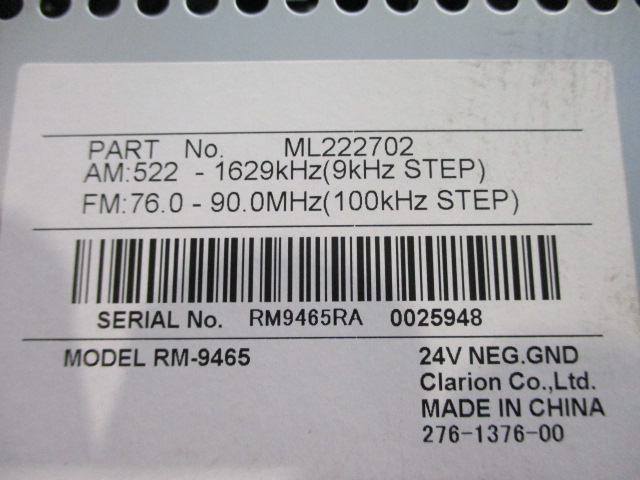 PART No. ML222702
AM:522 - 1629kHz(9kHz STEP)
FM:76.0 - 90.0MHz(100kHz STEP)
SERIAL No. RM9465RA 0025948
MODEL RM-9465
24V NEG.GND
Clarion Co.,Ltd.
MADE IN CHINA
276-1376-00